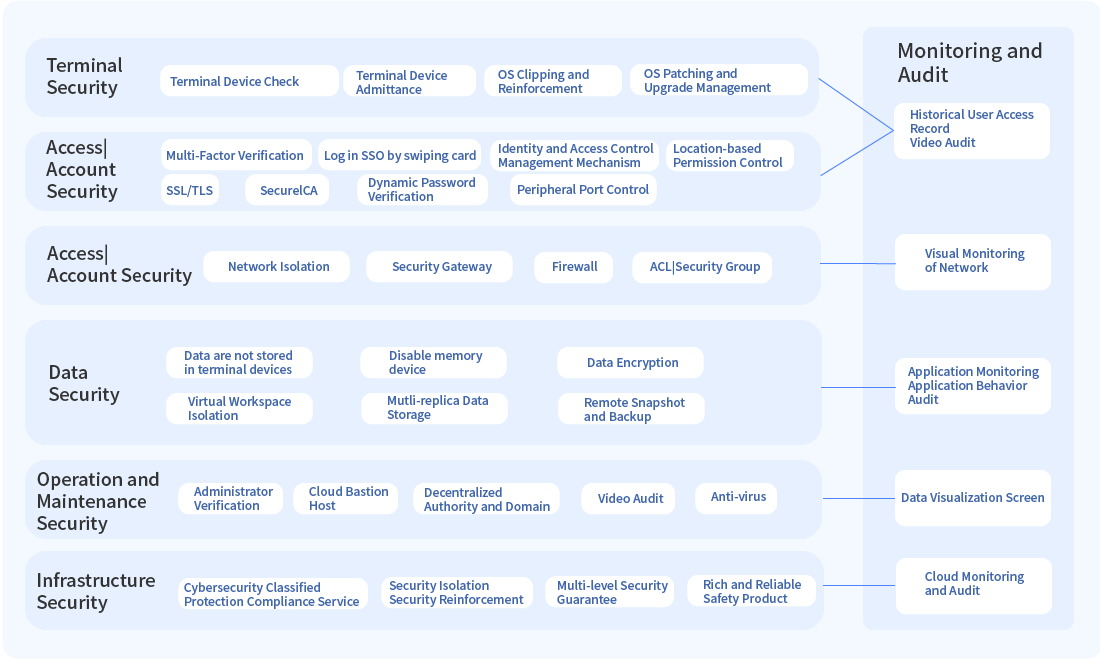 Terminal
Security
Terminal Device Check
Terminal Device
Admittance
OS Clipping and
Reinforcement
OS Patching and
Upgrade Management
Access|
Account
Security
Multi-Factor Verification
Log in SSO by swiping card
Identity and Access Control
Management Mechanism
Location-based
Permission Control
SSL/TLS
SecurelCA
Dynamic Password
Verification
Peripheral Port Control
Access|
Account Security
Network Isolation
Security Gateway
Firewall
ACL|Security Group
Data
Security
Data are not stored
in terminal devices
Disable memory
device
Data Encryption
Virtual Workspace
Isolation
Mutli-replica Data
Storage
Remote Snapshot
and Backup
Operation and
Maintenance
Security
Administrator
Verification
Cloud Bastion
Host
Decentralized
Authority and Domain
Video Audit
Anti-virus
Infrastructure
Security
Cybersecurity Classified
Protection Compliance Service
Security Isolation
Security Reinforcement
Multi-level Security
Guarantee
Rich and Reliable
Safety Product
Monitoring and
Audit
Historical User Access
Record
Video Audit
Visual Monitoring
of Network
Application Monitoring
Application Behavior
Audit
Data Visualization Screen
Cloud Monitoring
and Audit